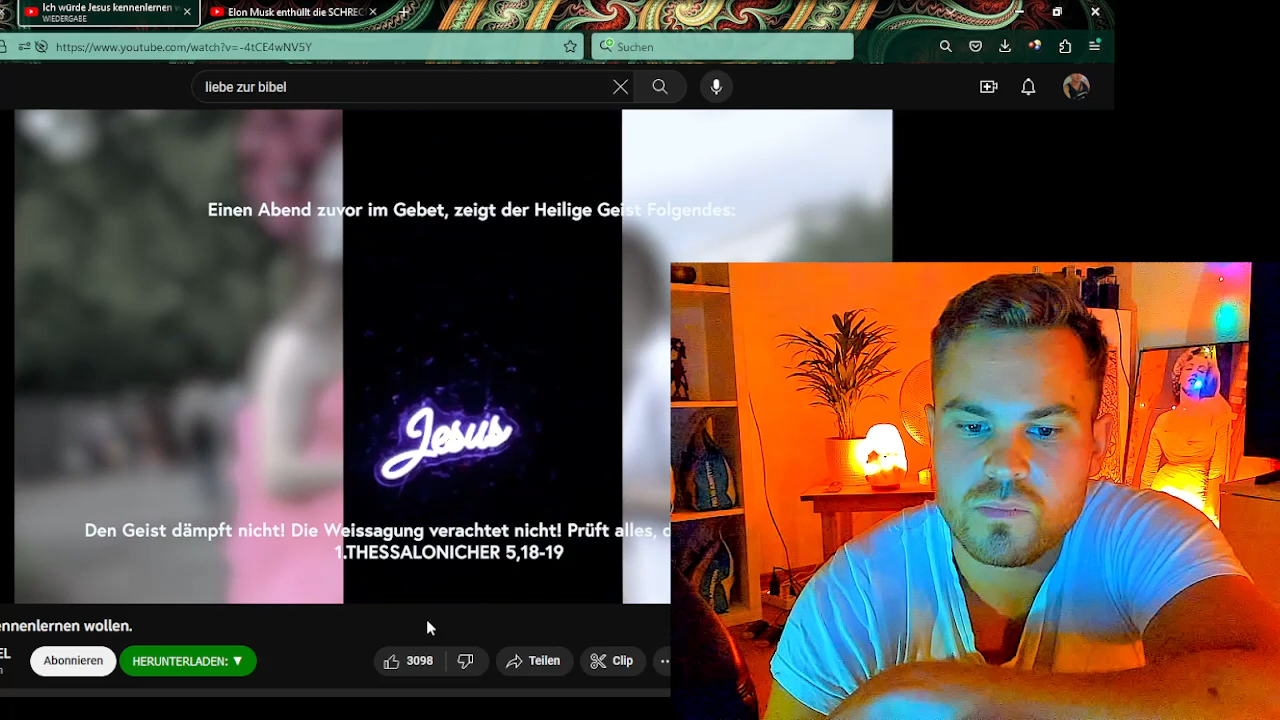 Ich würde Jesus kennenlernen w
WIEDERGABE
Elon Musk enthüllt die SCHREC
https://www.youtube.com/watch?v=-4tCE4wNV5Y
Suchen
liebe zur bibel
Einen Abend zuvor im Gebet, zeigt der Heilige Geist Folgendes:
Jesus
Den Geist dämpft nicht! Die Weissagung verachtet nicht! Prüft alles, d
1.THESSALONICHER 5,18-19
ennenlernen wollen.
EL
Abonnieren
HERUNTERLADEN: ▼
3098
Teilen
Clip